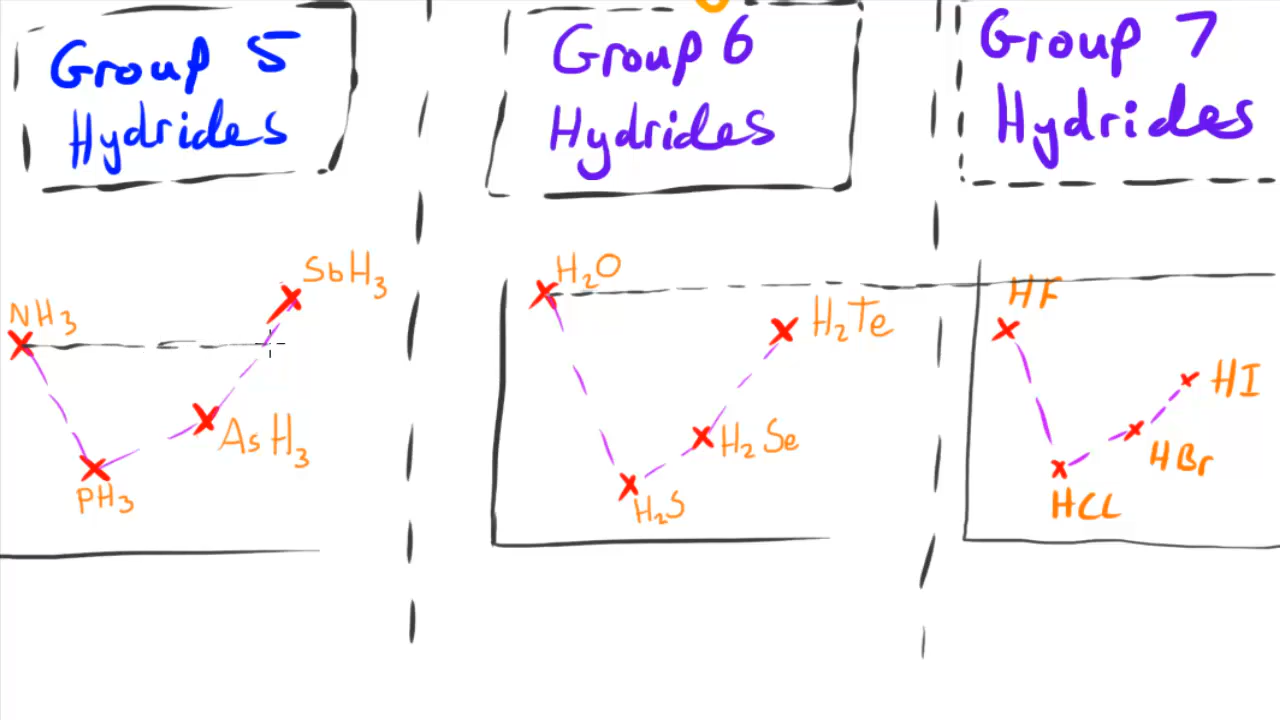 Group 5
Hydrides
NH₃
SbH₃
AsH₃
PH₃
Group 6
Hydrides
H₂O
H₂Te
H₂Se
H₂S
Group 7
Hydrides
HF
HI
HBr
HCL